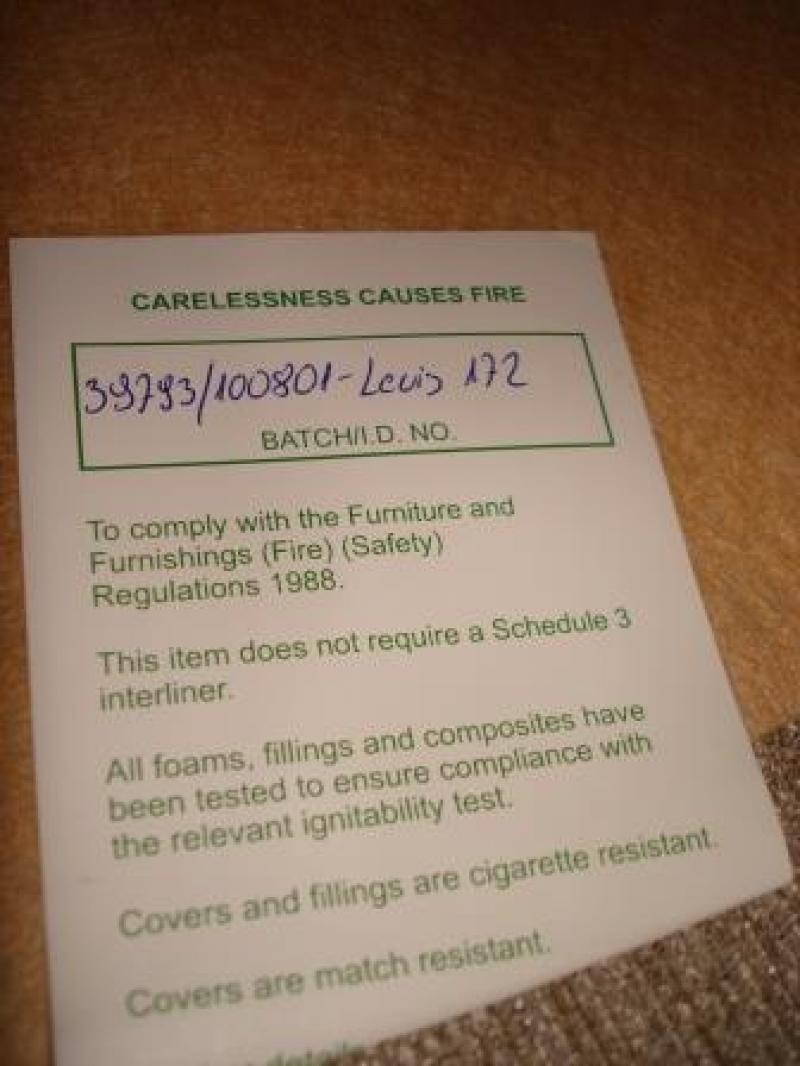 CARELESSNESS CAUSES FIRE
39793/100801-Levis 172
BATCH/I.D. NO.
To comply with the Furniture and
Furnishings (Fire) (Safety)
Regulations 1988.
This item does not require a Schedule 3
interliner.
All foams, fillings and composites have
been tested to ensure compliance with
the relevant ignitability test.
Covers and fillings are cigarette resistant.
Covers are match resistant.
details